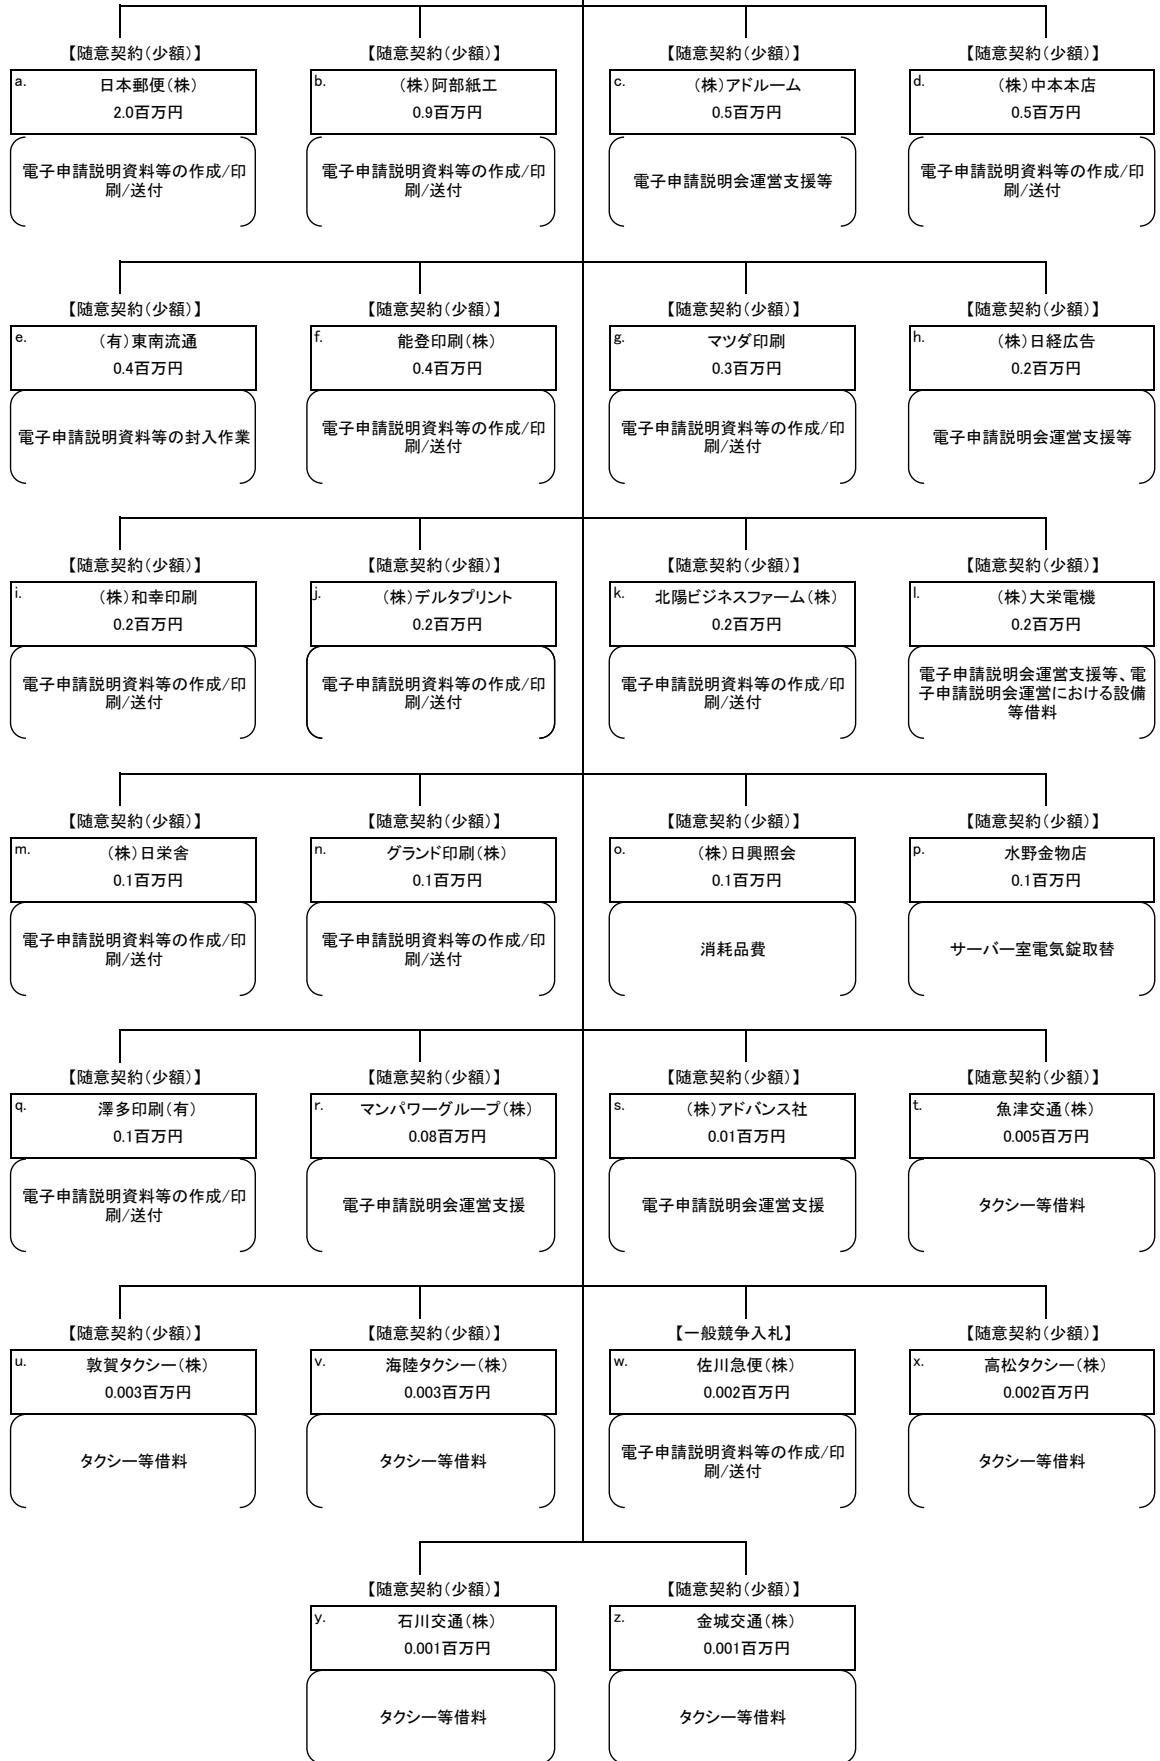 【随意契約(少額)】
a. 日本郵便(株)
2.0百万円
電子申請説明資料等の作成/印
刷/送付
【随意契約(少額)】
b. (株)阿部紙工
0.9百万円
電子申請説明資料等の作成/印
刷/送付
【随意契約(少額)】
c. (株)アドルーム
0.5百万円
電子申請説明会運営支援等
【随意契約(少額)】
d. (株)中本本店
0.5百万円
電子申請説明資料等の作成/印
刷/送付
【随意契約(少額)】
e. (有)東南流通
0.4百万円
電子申請説明資料等の封入作業
【随意契約(少額)】
f. 能登印刷(株)
0.4百万円
電子申請説明資料等の作成/印
刷/送付
【随意契約(少額)】
g. マツダ印刷
0.3百万円
電子申請説明資料等の作成/印
刷/送付
【随意契約(少額)】
h. (株)日経広告
0.2百万円
電子申請説明会運営支援等
【随意契約(少額)】
i. (株)和幸印刷
0.2百万円
電子申請説明資料等の作成/印
刷/送付
【随意契約(少額)】
j. (株)デルタプリント
0.2百万円
電子申請説明資料等の作成/印
刷/送付
【随意契約(少額)】
k. 北陽ビジネスファーム(株)
0.2百万円
電子申請説明資料等の作成/印
刷/送付
【随意契約(少額)】
l. (株)大栄電機
0.2百万円
電子申請説明会運営支援等、電
子申請説明会運営における設備
等借料
【随意契約(少額)】
m. (株)日栄舎
0.1百万円
電子申請説明資料等の作成/印
刷/送付
【随意契約(少額)】
n. グランド印刷(株)
0.1百万円
電子申請説明資料等の作成/印
刷/送付
【随意契約(少額)】
o. (株)日興照会
0.1百万円
消耗品費
【随意契約(少額)】
p. 水野金物店
0.1百万円
サーバー室電気錠取替
【随意契約(少額)】
q. 澤多印刷(有)
0.1百万円
電子申請説明資料等の作成/印
刷/送付
【随意契約(少額)】
r. マンパワーグループ(株)
0.08百万円
電子申請説明会運営支援
【随意契約(少額)】
s. (株)アドバンス社
0.01百万円
電子申請説明会運営支援
【随意契約(少額)】
t. 魚津交通(株)
0.005百万円
タクシー等借料
【随意契約(少額)】
u. 敦賀タクシー(株)
0.003百万円
タクシー等借料
【随意契約(少額)】
v. 海陸タクシー(株)
0.003百万円
タクシー等借料
【一般競争入札】
w. 佐川急便(株)
0.002百万円
電子申請説明資料等の作成/印
刷/送付
【随意契約(少額)】
x. 高松タクシー(株)
0.002百万円
タクシー等借料
【随意契約(少額)】
y. 石川交通(株)
0.001百万円
タクシー等借料
【随意契約(少額)】
z. 金城交通(株)
0.001百万円
タクシー等借料